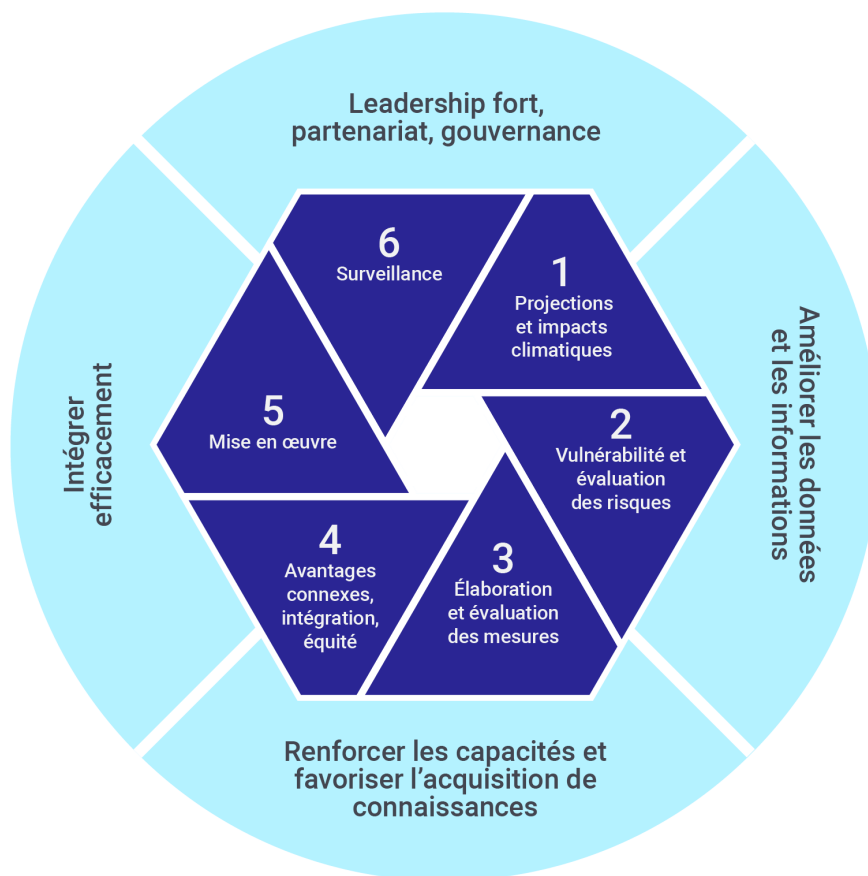 Leadership fort,
partenariat, gouvernance
6
Surveillance
1
Projections
et impacts
climatiques
Améliorer les données
et les informations
2
Vulnérabilité et
évaluation
des risques
3
Élaboration
et évaluation
des mesures
4
Avantages
connexes,
intégration,
équité
5
Mise en œuvre
Intégrer
efficacement
Renforcer les capacités et
favoriser l’acquisition de
connaissances